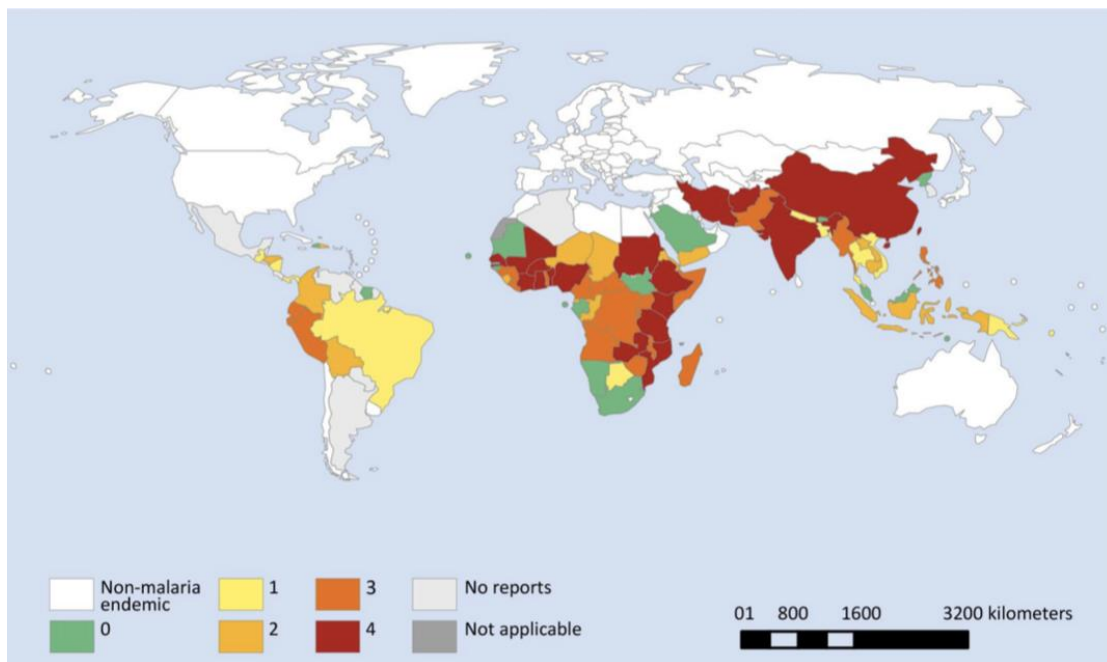 Non-malaria
endemic
0
1
2
3
4
No reports
Not applicable
01 800 1600 3200 kilometers